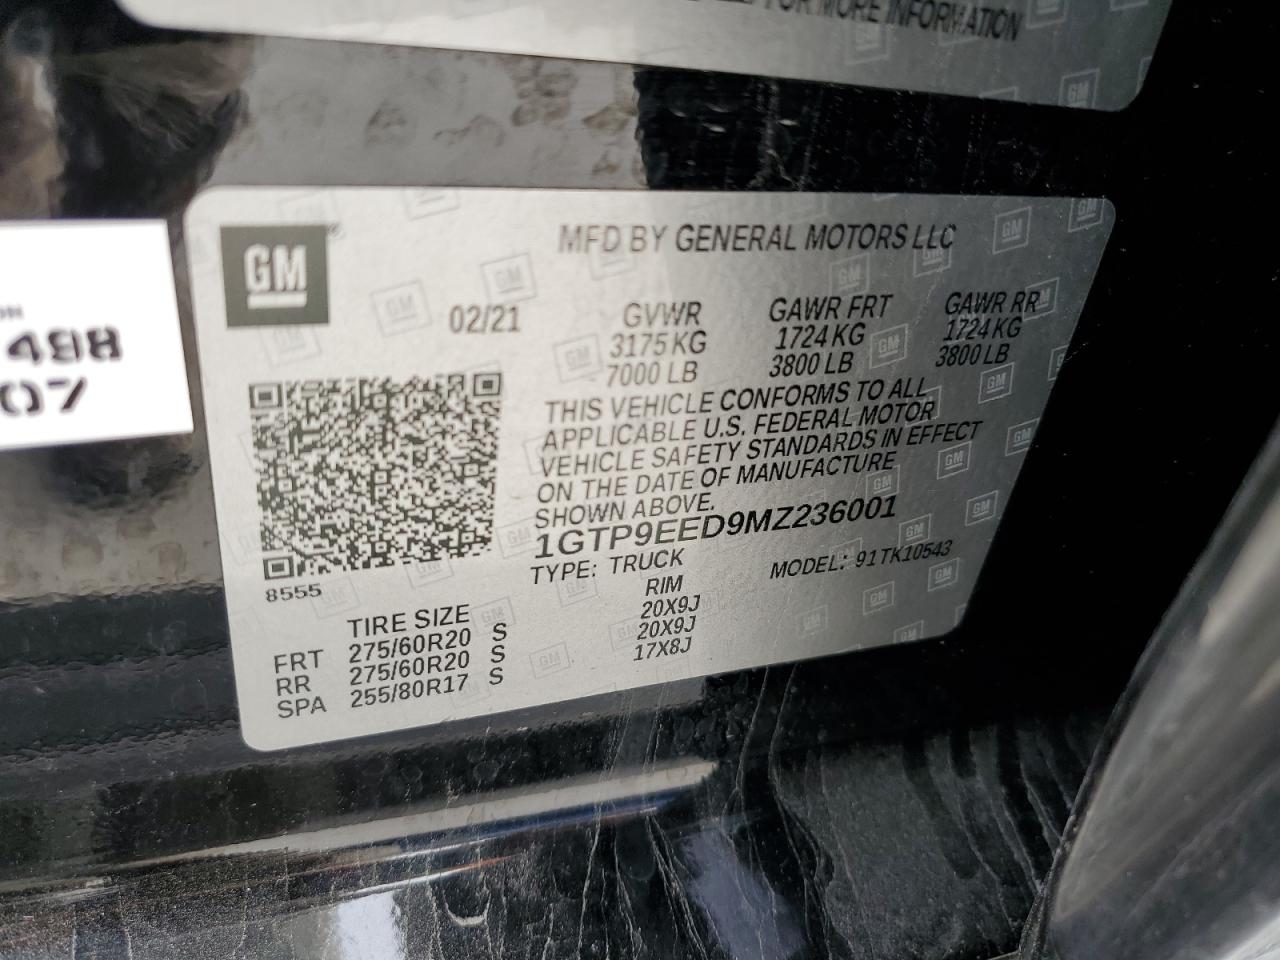 FOR MORE INFORMATION
GM
MFD BY GENERAL MOTORS LLC
02/21
GVWR GAWR FRT GAWR RR
3175 KG 1724 KG 1724 KG
7000 LB 3800 LB 3800 LB
THIS VEHICLE CONFORMS TO ALL
APPLICABLE U.S. FEDERAL MOTOR
VEHICLE SAFETY STANDARDS IN EFFECT
ON THE DATE OF MANUFACTURE
SHOWN ABOVE.
1GTP9EED9MZ236001
TYPE: TRUCK MODEL: 91TK10543
8555
TIRE SIZE RIM
FRT 275/60R20 S 20X9J
RR 275/60R20 S 20X9J
SPA 255/80R17 S 17X8J
498
07